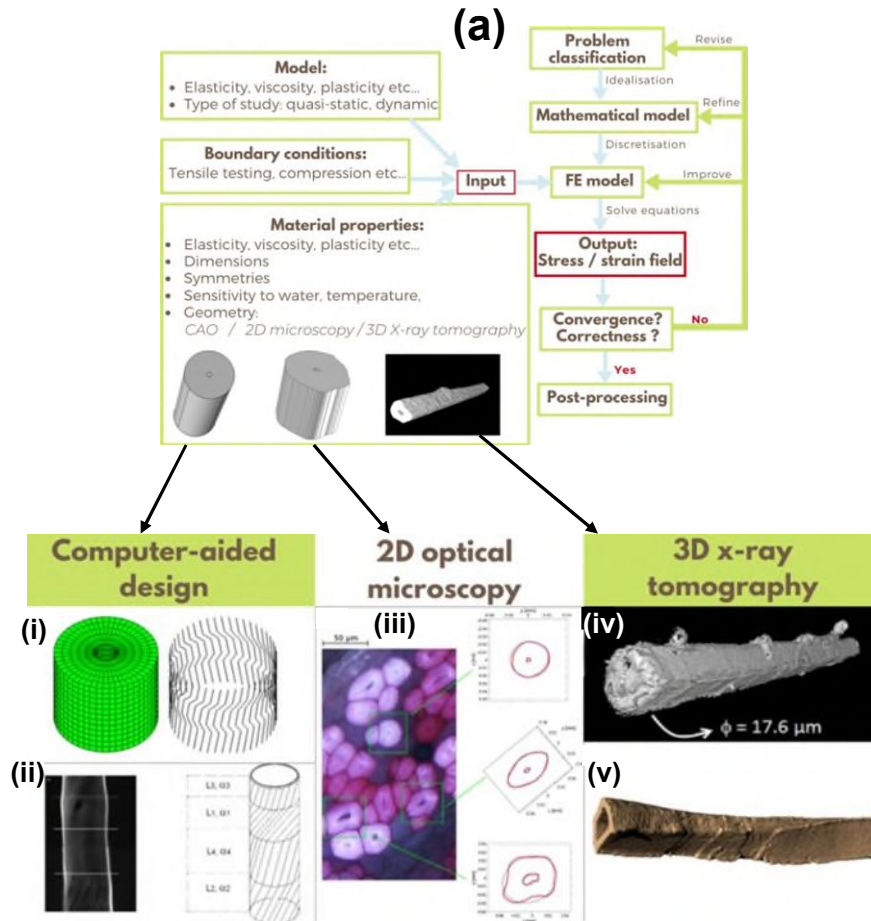 (a)
Model:
• Elasticity, viscosity, plasticity etc...
• Type of study: quasi-static, dynamic
Boundary conditions:
Tensile testing, compression etc...
Material properties:
• Elasticity, viscosity, plasticity etc...
• Dimensions
• Symmetries
• Sensitivity to water, temperature,
• Geometry:
CAO / 2D microscopy / 3D X-ray tomography
Input
Problem
classification
Revise
Idealisation
Mathematical model
Refine
Discretisation
FE model
Improve
Solve equations
Output:
Stress / strain field
Convergence?
Correctness ?
No
Yes
Post-processing
Computer-aided
design
2D optical
microscopy
3D x-ray
tomography
(i)
(ii)
L3, α3
L1, α1
L4, α4
L2, α2
(iii)
50 µm
(iv)
ϕ = 17.6 µm
(v)